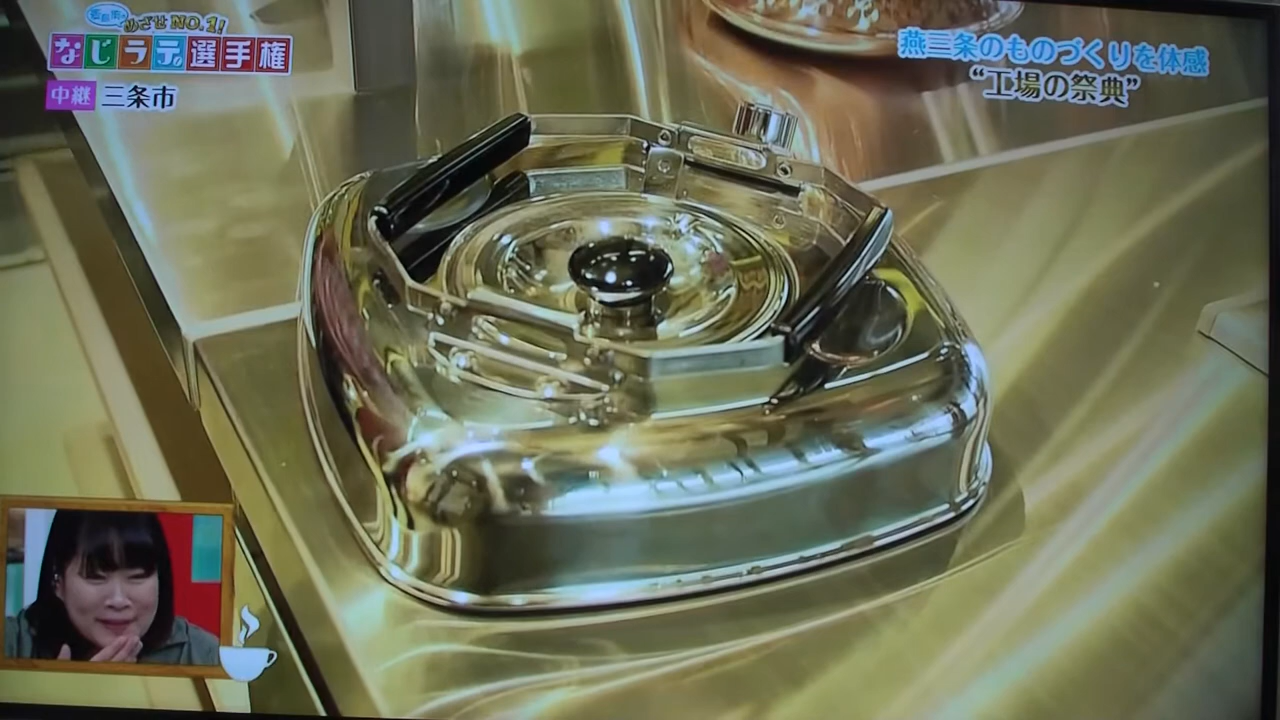 めざせNO.1!
なじラテ選手権
中継 三条市
燕三条のものづくりを体感
“工場の祭典”